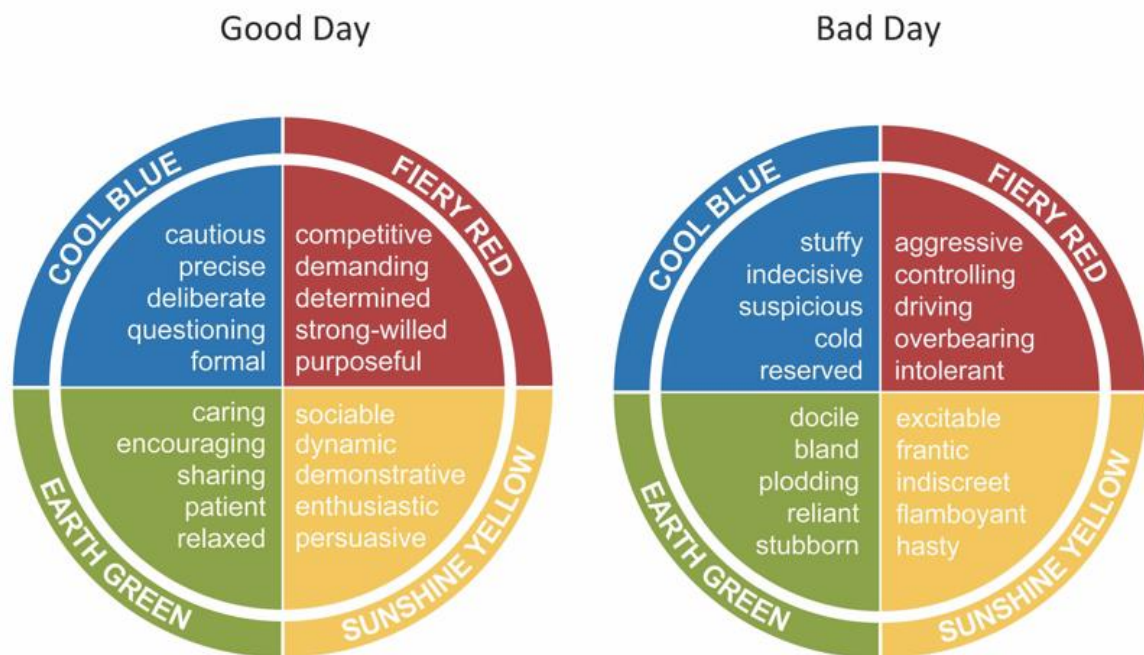 Good Day
COOL BLUE
FIERY RED
cautious
precise
deliberate
questioning
formal
competitive
demanding
determined
strong-willed
purposeful
caring
encouraging
sharing
patient
relaxed
sociable
dynamic
demonstrative
enthusiastic
persuasive
EARTH GREEN
SUNSHINE YELLOW
Bad Day
COOL BLUE
FIERY RED
stuffy
indecisive
suspicious
cold
reserved
aggressive
controlling
driving
overbearing
intolerant
docile
bland
plodding
reliant
stubborn
excitable
frantic
indiscreet
flamboyant
hasty
EARTH GREEN
SUNSHINE YELLOW